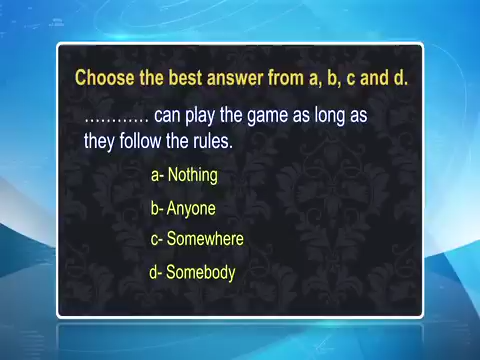 Choose the best answer from a, b, c and d.
………… can play the game as long as
they follow the rules.
a- Nothing
b- Anyone
c- Somewhere
d- Somebody